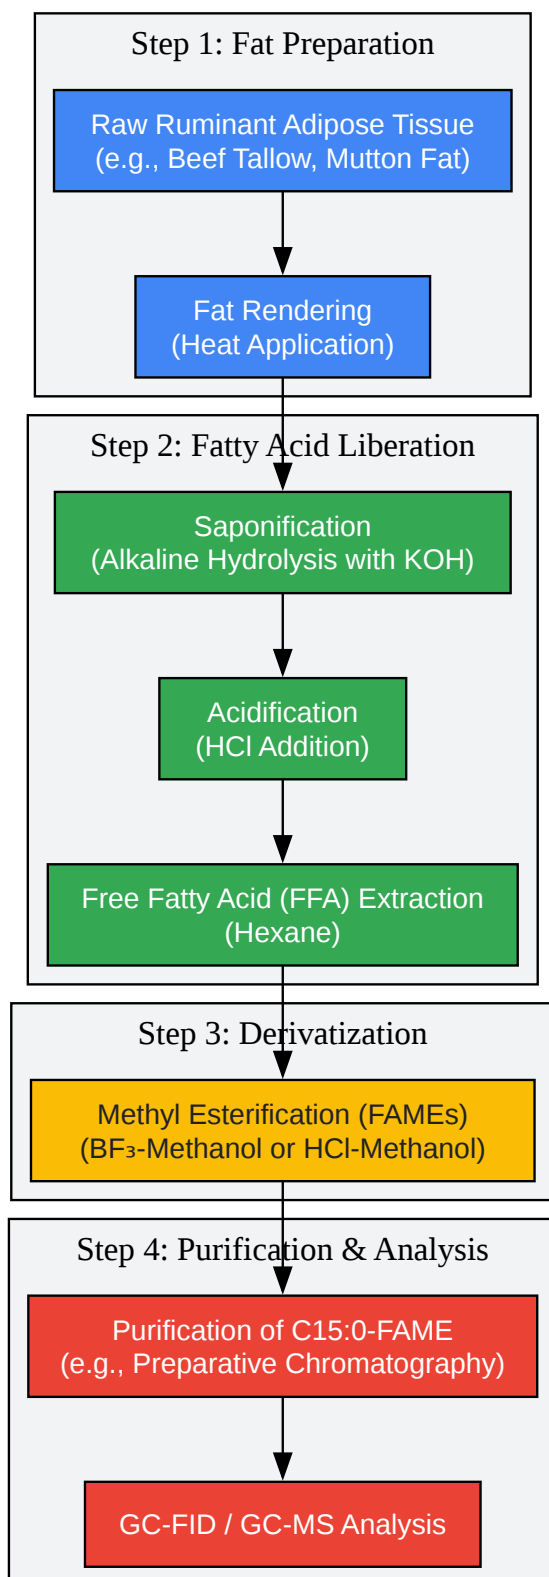 Step 1: Fat Preparation
Raw Ruminant Adipose Tissue
(e.g., Beef Tallow, Mutton Fat)
Fat Rendering
(Heat Application)
Step 2: Fatty Acid Liberation
Saponification
(Alkaline Hydrolysis with KOH)
Acidification
(HCl Addition)
Free Fatty Acid (FFA) Extraction
(Hexane)
Step 3: Derivatization
Methyl Esterification (FAMEs)
(BF₃-Methanol or HCl-Methanol)
Step 4: Purification & Analysis
Purification of C15:0-FAME
(e.g., Preparative Chromatography)
GC-FID / GC-MS Analysis